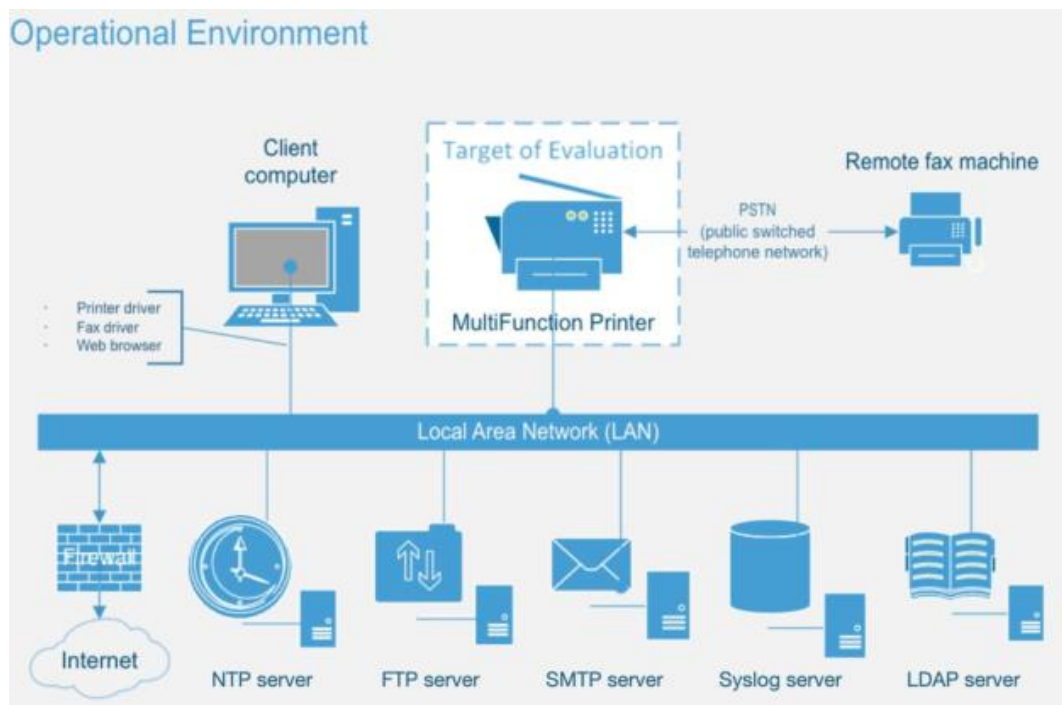 Operational Environment
Client
computer
Target of Evaluation
Remote fax machine
PSTN
(public switched
telephone network)
Printer driver
Fax driver
Web browser
MultiFunction Printer
Local Area Network (LAN)
Firewall
Internet
NTP server
FTP server
SMTP server
Syslog server
LDAP server